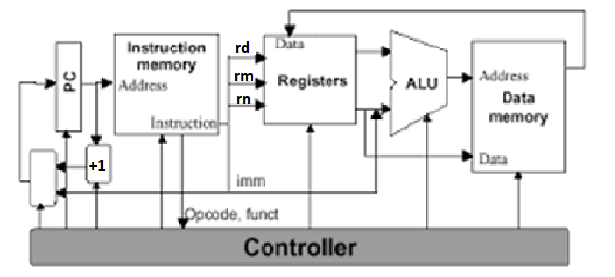 PC
+1
Instruction
memory
Address
Instruction
rd
rm
rn
Data
Registers
ALU
Address
Data
memory
Data
imm
Opcode, funct
Controller